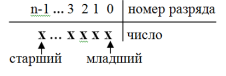 n-1 ... 3 2 1 0 номер разряда
x ... x x x x число
старший младший